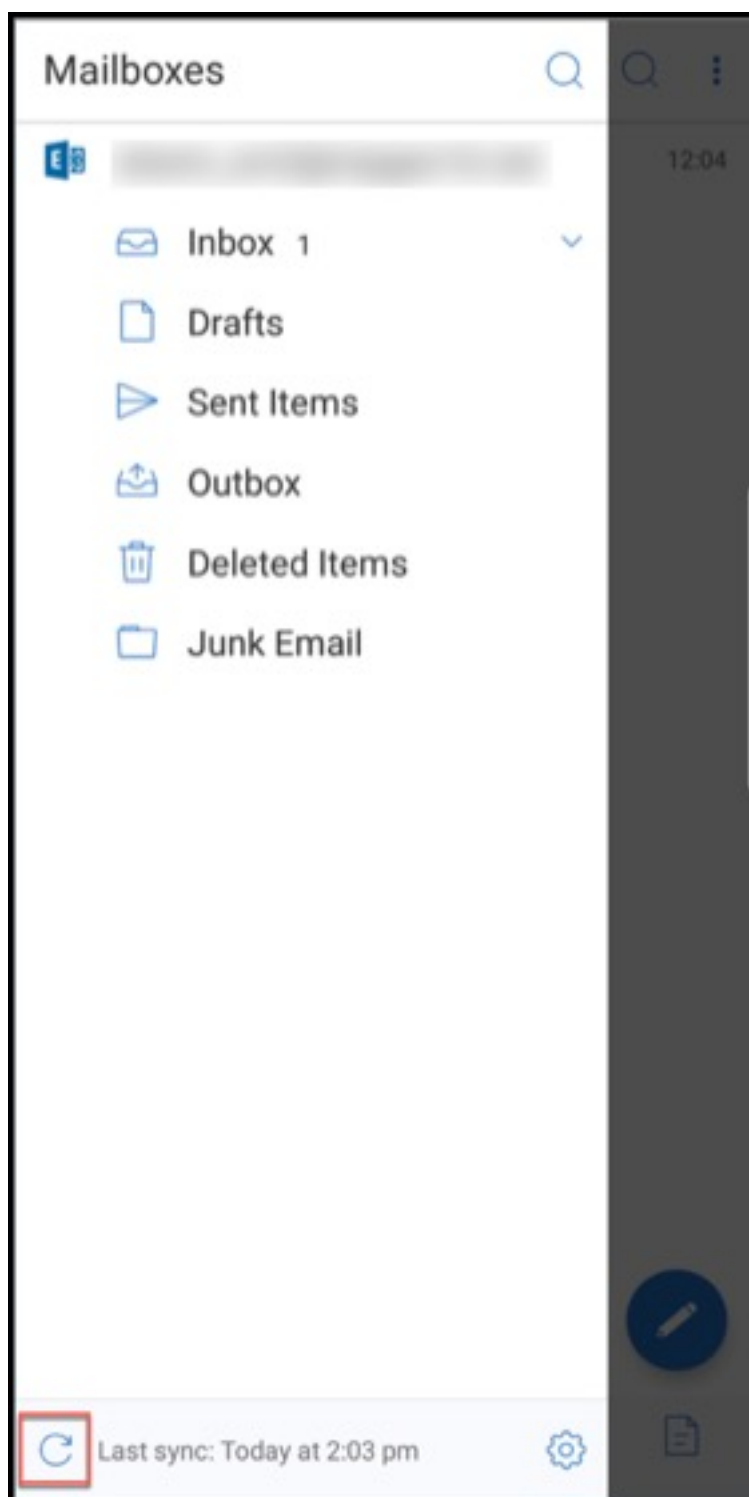 Mailboxes
12:04
Inbox 1
Drafts
Sent Items
Outbox
Deleted Items
Junk Email
Last sync: Today at 2:03 pm